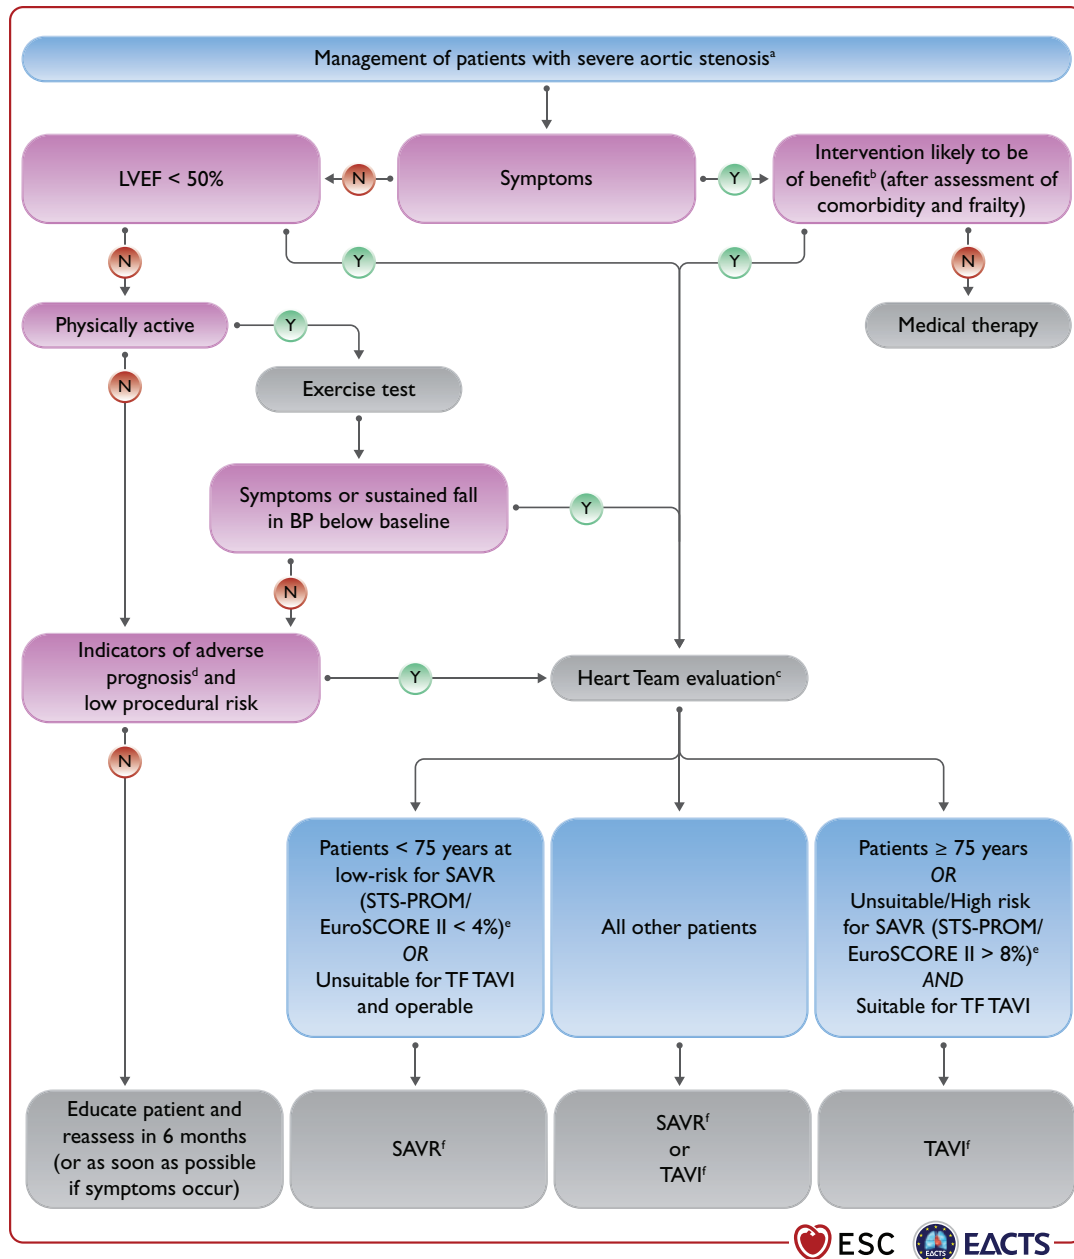 Management of patients with severe aortic stenosisᵃ
LVEF < 50%
N
Symptoms
Y
Intervention likely to be
of benefitᵇ (after assessment of
comorbidity and frailty)
N
Y
Y
N
Physically active
Y
Medical therapy
N
Exercise test
Symptoms or sustained fall
in BP below baseline
Y
N
Indicators of adverse
prognosisᵈ and
low procedural risk
Y
Heart Team evaluationᶜ
N
Patients < 75 years at
low-risk for SAVR
(STS-PROM/
EuroSCORE II < 4%)ᵉ
OR
Unsuitable for TF TAVI
and operable
All other patients
Patients ≥ 75 years
OR
Unsuitable/High risk
for SAVR (STS-PROM/
EuroSCORE II > 8%)ᵉ
AND
Suitable for TF TAVI
Educate patient and
reassess in 6 months
(or as soon as possible
if symptoms occur)
SAVRᶠ
SAVRᶠ
or
TAVIᶠ
TAVIᶠ
ESC
EACTS
EACTS